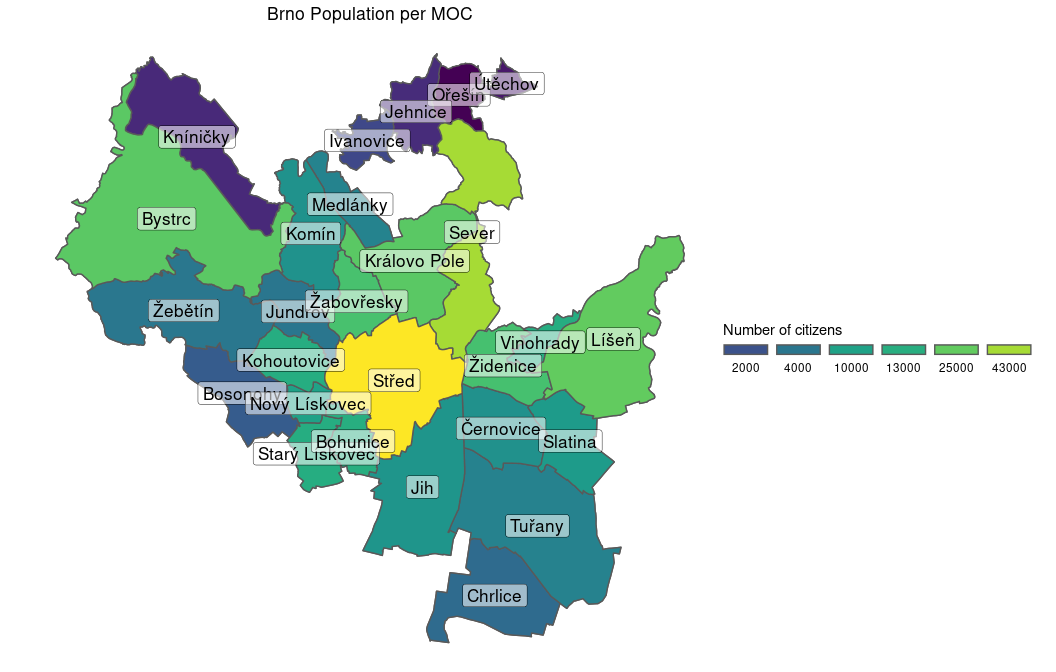 Brno Population per MOC
Útěchov
Ořešín
Jehnice
Kníničky
Ivanovice
Medlánky
Bystrc
Sever
Komín
Královo Pole
Žabovřesky
Žebětín
Jundrov
Number of citizens
Vinohrady
Líšeň
Kohoutovice
Židenice
2000 4000 10000 13000 25000 43000
Střed
Bosonohy
Nový Lískovec
Černovice
Bohunice
Slatina
Starý Lískovec
Jih
Tuřany
Chrlice